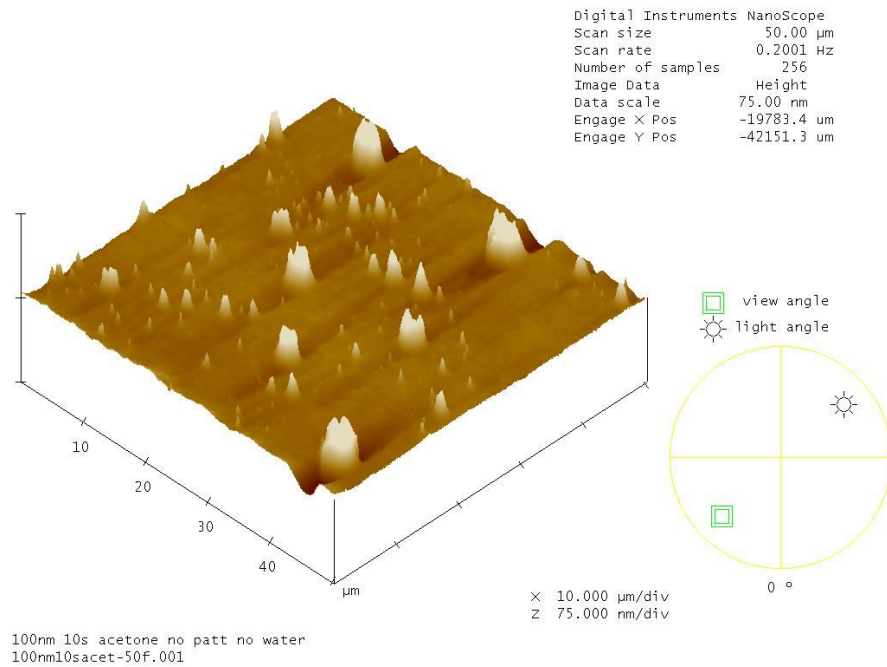 Digital Instruments NanoScope
Scan size 50.00 µm
Scan rate 0.2001 Hz
Number of samples 256
Image Data Height
Data scale 75.00 nm
Engage X Pos -19783.4 um
Engage Y Pos -42151.3 um
view angle
light angle
10
20
30
40
µm
0 º
X 10.000 µm/div
Z 75.000 nm/div
100nm 10s acetone no patt no water
100nm10sacet-50f.001